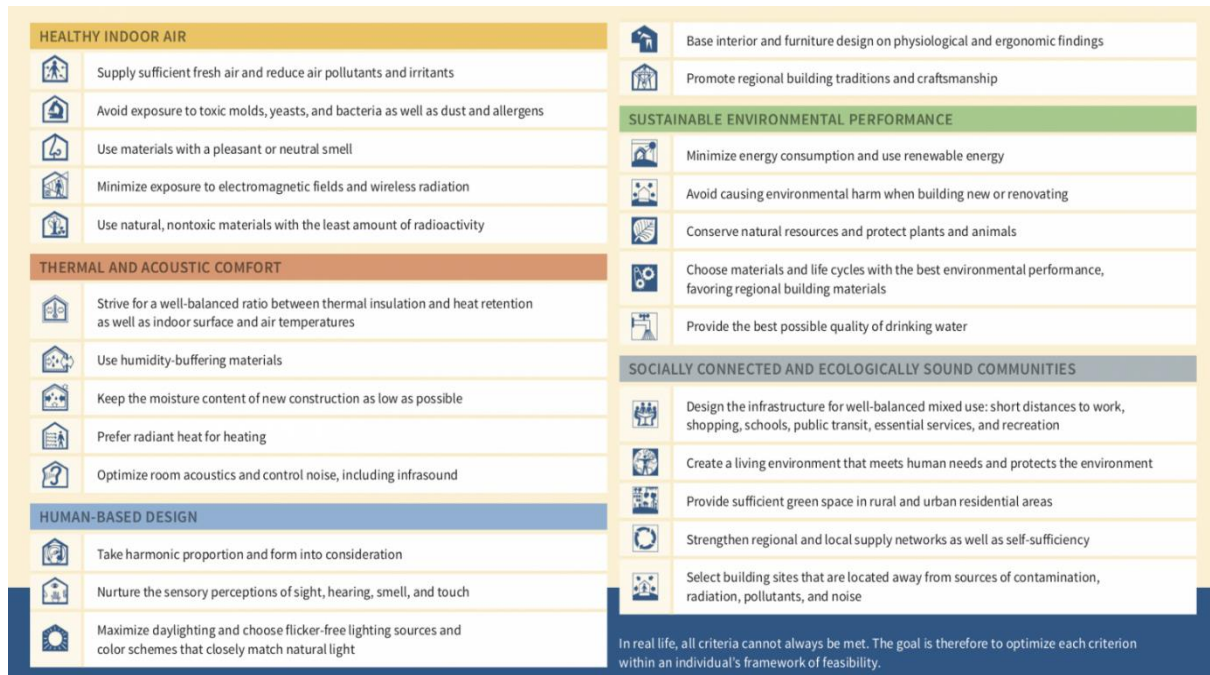 HEALTHY INDOOR AIR
Supply sufficient fresh air and reduce air pollutants and irritants
Avoid exposure to toxic molds, yeasts, and bacteria as well as dust and allergens
Use materials with a pleasant or neutral smell
Minimize exposure to electromagnetic fields and wireless radiation
Use natural, nontoxic materials with the least amount of radioactivity
THERMAL AND ACOUSTIC COMFORT
Strive for a well-balanced ratio between thermal insulation and heat retention
as well as indoor surface and air temperatures
Use humidity-buffering materials
Keep the moisture content of new construction as low as possible
Prefer radiant heat for heating
Optimize room acoustics and control noise, including infrasound
HUMAN-BASED DESIGN
Take harmonic proportion and form into consideration
Nurture the sensory perceptions of sight, hearing, smell, and touch
Maximize daylighting and choose flicker-free lighting sources and
color schemes that closely match natural light
Base interior and furniture design on physiological and ergonomic findings
Promote regional building traditions and craftsmanship
SUSTAINABLE ENVIRONMENTAL PERFORMANCE
Minimize energy consumption and use renewable energy
Avoid causing environmental harm when building new or renovating
Conserve natural resources and protect plants and animals
Choose materials and life cycles with the best environmental performance,
favoring regional building materials
Provide the best possible quality of drinking water
SOCIALLY CONNECTED AND ECOLOGICALLY SOUND COMMUNITIES
Design the infrastructure for well-balanced mixed use: short distances to work,
shopping, schools, public transit, essential services, and recreation
Create a living environment that meets human needs and protects the environment
Provide sufficient green space in rural and urban residential areas
Strengthen regional and local supply networks as well as self-sufficiency
Select building sites that are located away from sources of contamination,
radiation, pollutants, and noise
In real life, all criteria cannot always be met. The goal is therefore to optimize each criterion
within an individual's framework of feasibility.